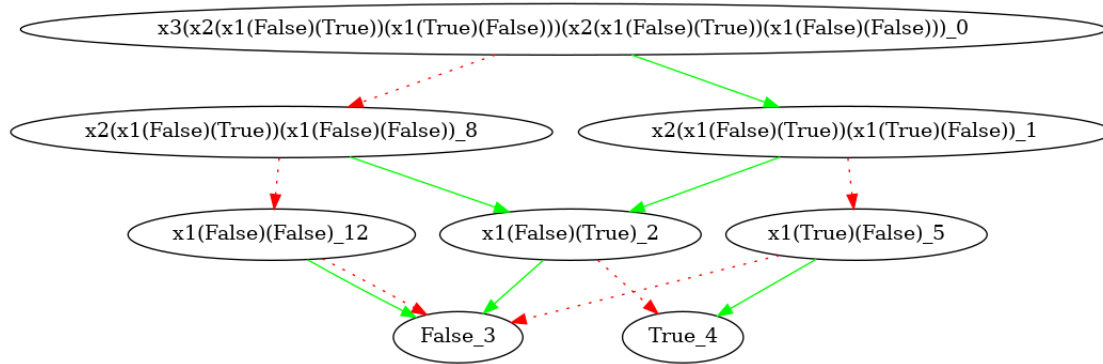 x3(x2(x1(False)(True))(x1(True)(False)))(x2(x1(False)(True))(x1(False)(False)))_0
x2(x1(False)(True))(x1(False)(False))_8
x2(x1(False)(True))(x1(True)(False))_1
x1(False)(False)_12
x1(False)(True)_2
x1(True)(False)_5
False_3
True_4